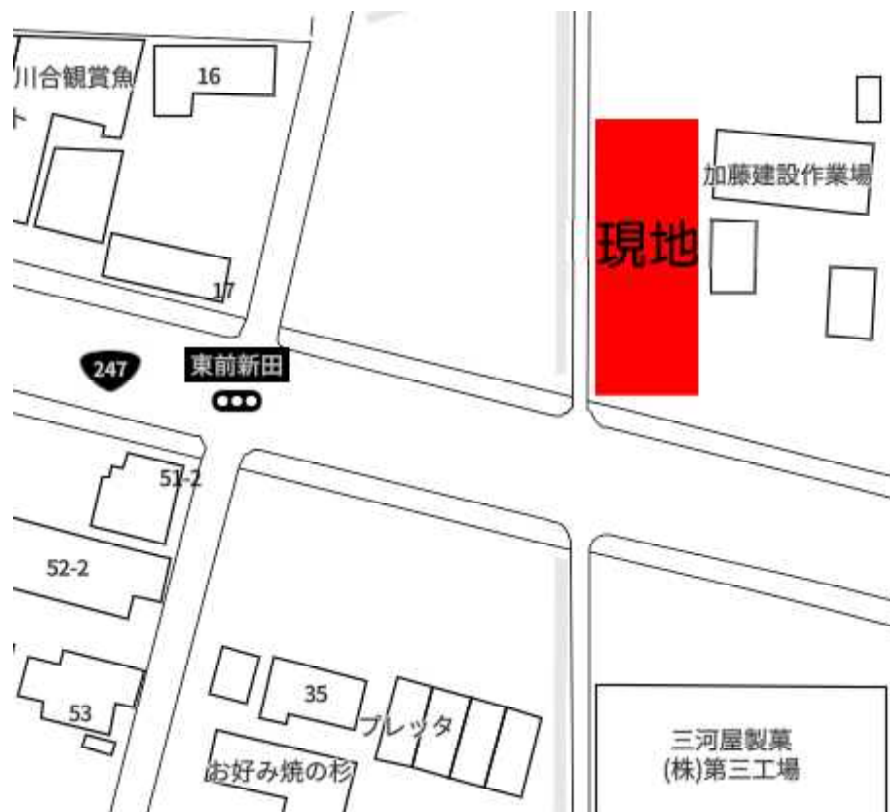 川合観賞魚
ト
16
17
加藤建設作業場
現地
247
東前新田
51-2
52-2
53
35
プレッタ
お好み焼の杉
三河屋製菓
(株)第三工場